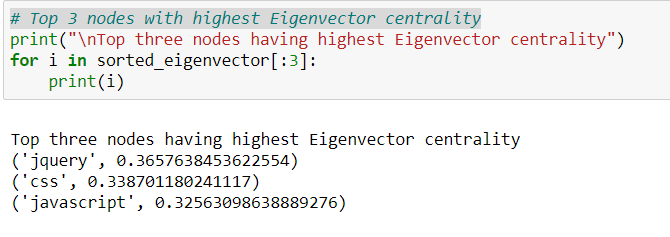 # Top 3 nodes with highest Eigenvector centrality
print("\nTop three nodes having highest Eigenvector centrality")
for i in sorted_eigenvector[:3]:
    print(i)
Top three nodes having highest Eigenvector centrality
('jquery', 0.3657638453622554)
('css', 0.338701180241117)
('javascript', 0.32563098638889276)